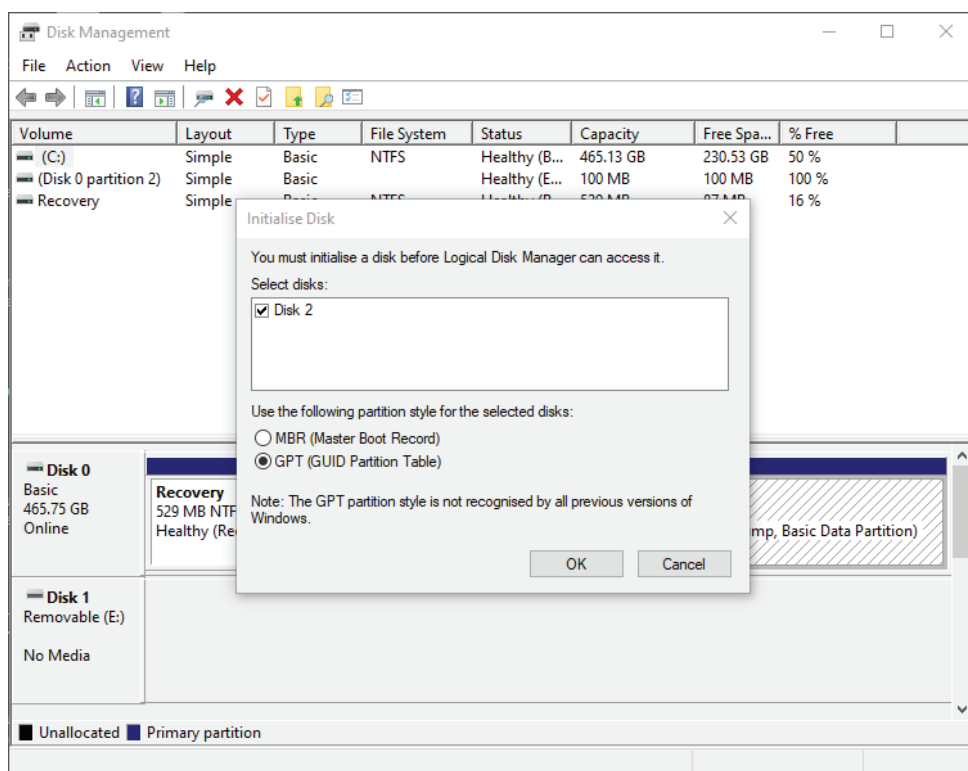 Disk Management
File Action View Help
Volume Layout Type File System Status Capacity Free Spa... % Free
(C:) Simple Basic NTFS Healthy (B... 465.13 GB 230.53 GB 50 %
(Disk 0 partition 2) Simple Basic Healthy (E... 100 MB 100 MB 100 %
Recovery Simple 16 %
Initialise Disk
You must initialise a disk before Logical Disk Manager can access it.
Select disks:
Disk 2
Use the following partition style for the selected disks:
MBR (Master Boot Record)
GPT (GUID Partition Table)
Note: The GPT partition style is not recognised by all previous versions of
Windows.
OK Cancel
Disk 0
Basic
465.75 GB
Online
Recovery
529 MB NTF
Healthy (Re
mp, Basic Data Partition)
Disk 1
Removable (E:)
No Media
Unallocated Primary partition